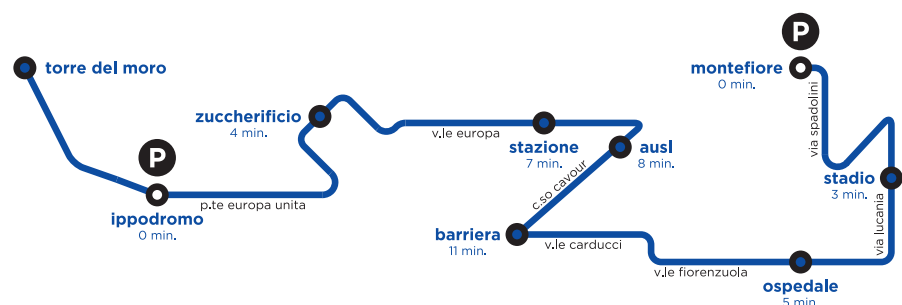 P
torre del moro
montefiore
0 min.
via spadolini
zuccherificio
4 min.
v.le europa
stazione
7 min.
ausl
8 min.
c.so cavour
stadio
3 min.
P
p.te europa unita
ippodromo
0 min.
barriera
11 min.
v.le carducci
via lucania
v.le fiorenzuola
ospedale
5 min.